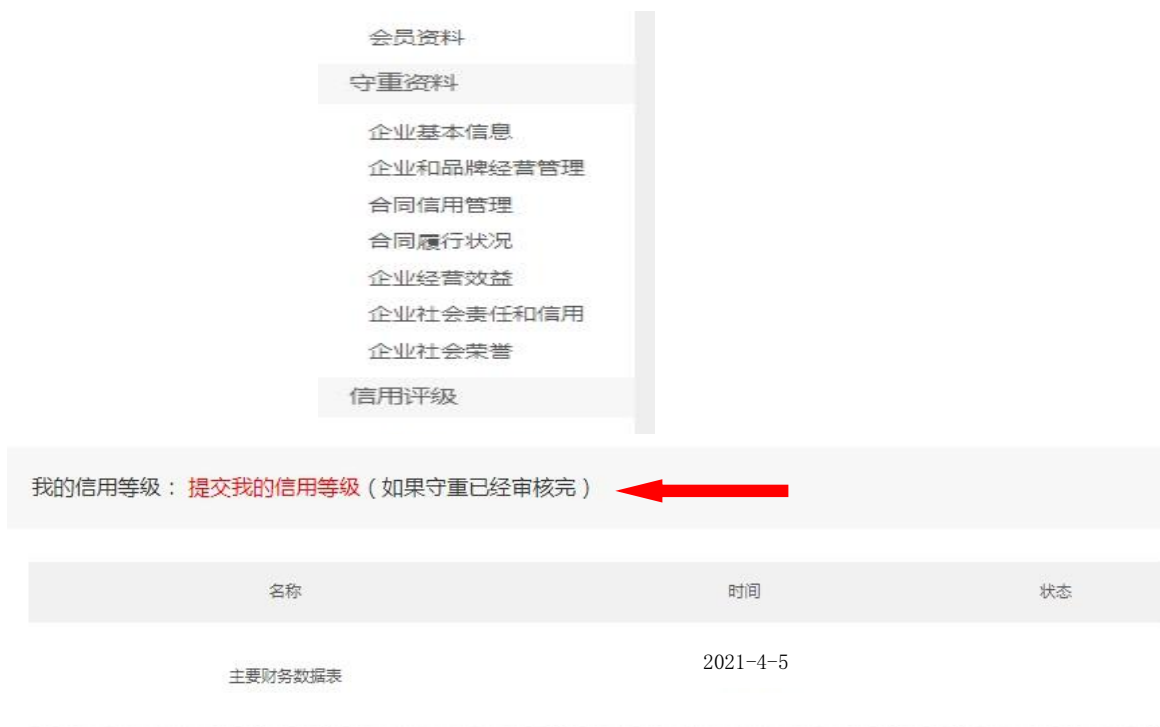 会员资料
守重资料
企业基本信息
企业和品牌经营管理
合同信用管理
合同履行状况
企业经营效益
企业社会责任和信用
企业社会荣誉
信用评级
我的信用等级：提交我的信用等级（如果守重已经审核完）
名称 时间 状态
主要财务数据表 2021-4-5